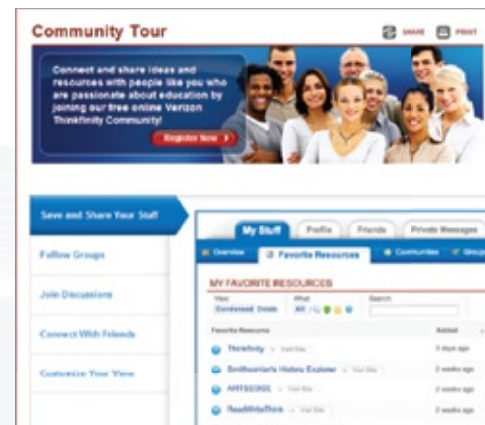 Community Tour
SHARE PRINT
Connect and share ideas and
resources with people like you who
are passionate about education by
joining our free online Verizon
Thinkfinity Community!
Register Now
Save and Share Your Stuff
Follow Groups
Join Discussions
Connect With Friends
Customize Your View
My Stuff Profile Friends Private Messages
Overview Favorite Resources Communities Groups
MY FAVORITE RESOURCES
View: What: Search:
Condensed Details All
Favorite Resource Added
Thinkfinity Visit Site 3 days ago
Smithsonian's History Explorer Visit Site 2 weeks ago
ARTSEDGE Visit Site 2 weeks ago
ReadWriteThink Visit Site 2 weeks ago